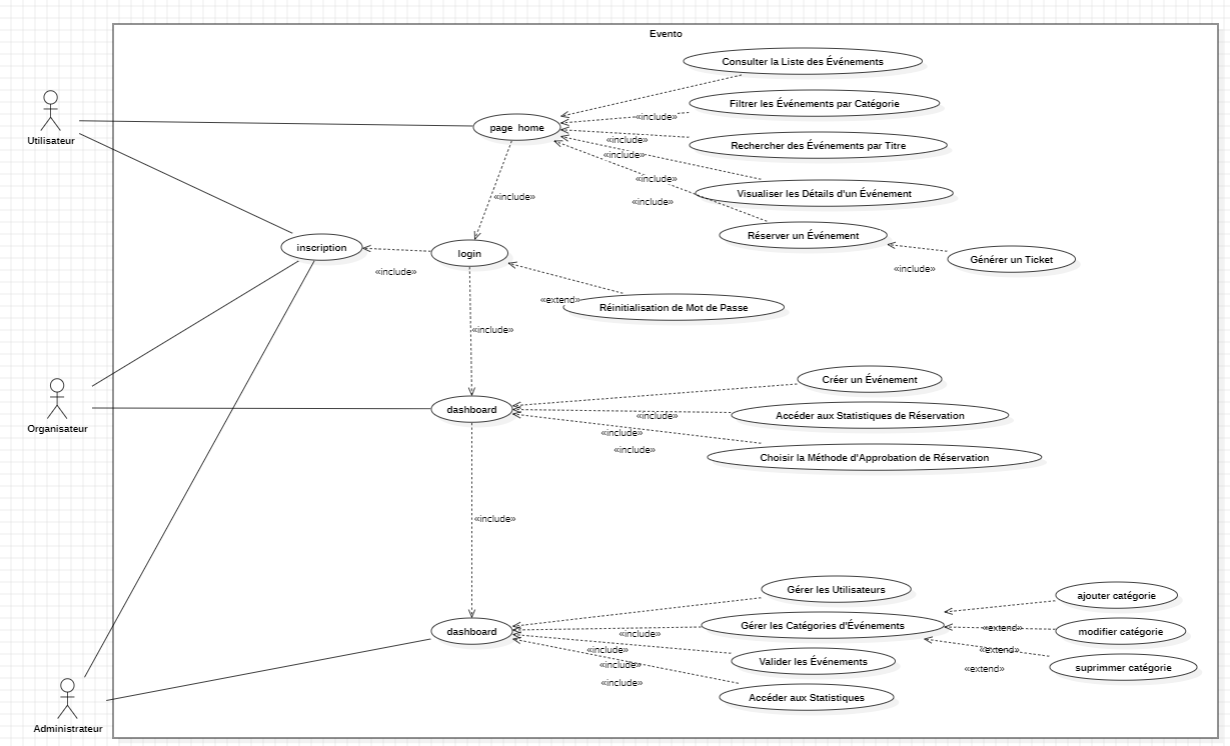 Evento
Consulter la Liste des Événements
Filtrer les Événements par Catégorie
«include»
page home
Utilisateur
«include»
Rechercher des Événements par Titre
«include»
«include»
Visualiser les Détails d'un Événement
«include»
«include»
Réserver un Événement
inscription
login
Générer un Ticket
«include»
«include»
«extend»
Réinitialisation de Mot de Passe
«include»
Créer un Événement
dashboard
«include»
Accéder aux Statistiques de Réservation
Organisateur
«include»
«include»
Choisir la Méthode d'Approbation de Réservation
«include»
Gérer les Utilisateurs
ajouter catégorie
Gérer les Catégories d'Événements
«extend»
dashboard
«include»
modifier catégorie
«include»
«extend»
Valider les Événements
«include»
«extend»
suprimmer catégorie
«include»
Accéder aux Statistiques
Administrateur